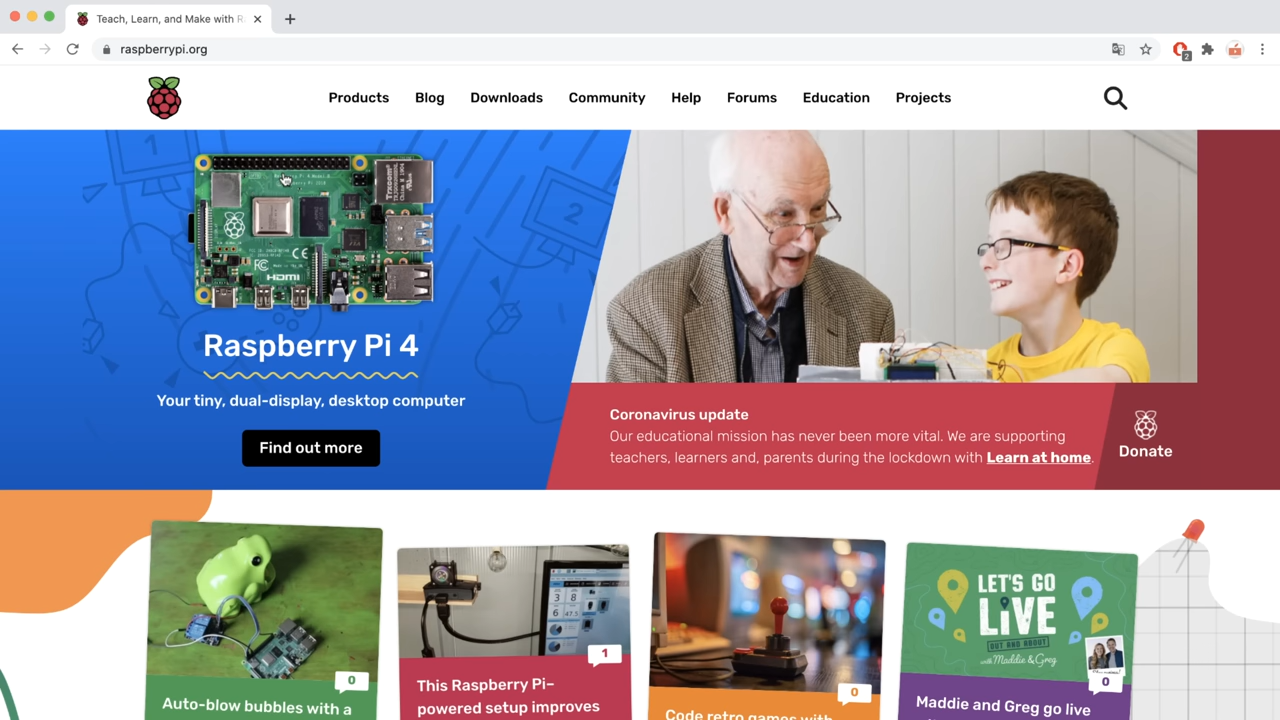 Teach, Learn, and Make with R
raspberrypi.org
2
Products Blog Downloads Community Help Forums Education Projects
1
2
HDMI
Raspberry Pi 4
Your tiny, dual-display, desktop computer
Find out more
Coronavirus update
Our educational mission has never been more vital. We are supporting
teachers, learners and, parents during the lockdown with Learn at home.
Donate
LET'S GO
LIVE
OUT AND ABOUT
with Maddie & Greg
0
1
0
0
Auto-blow bubbles with a
This Raspberry Pi-
powered setup improves
Code retro games with
Maddie and Greg go live